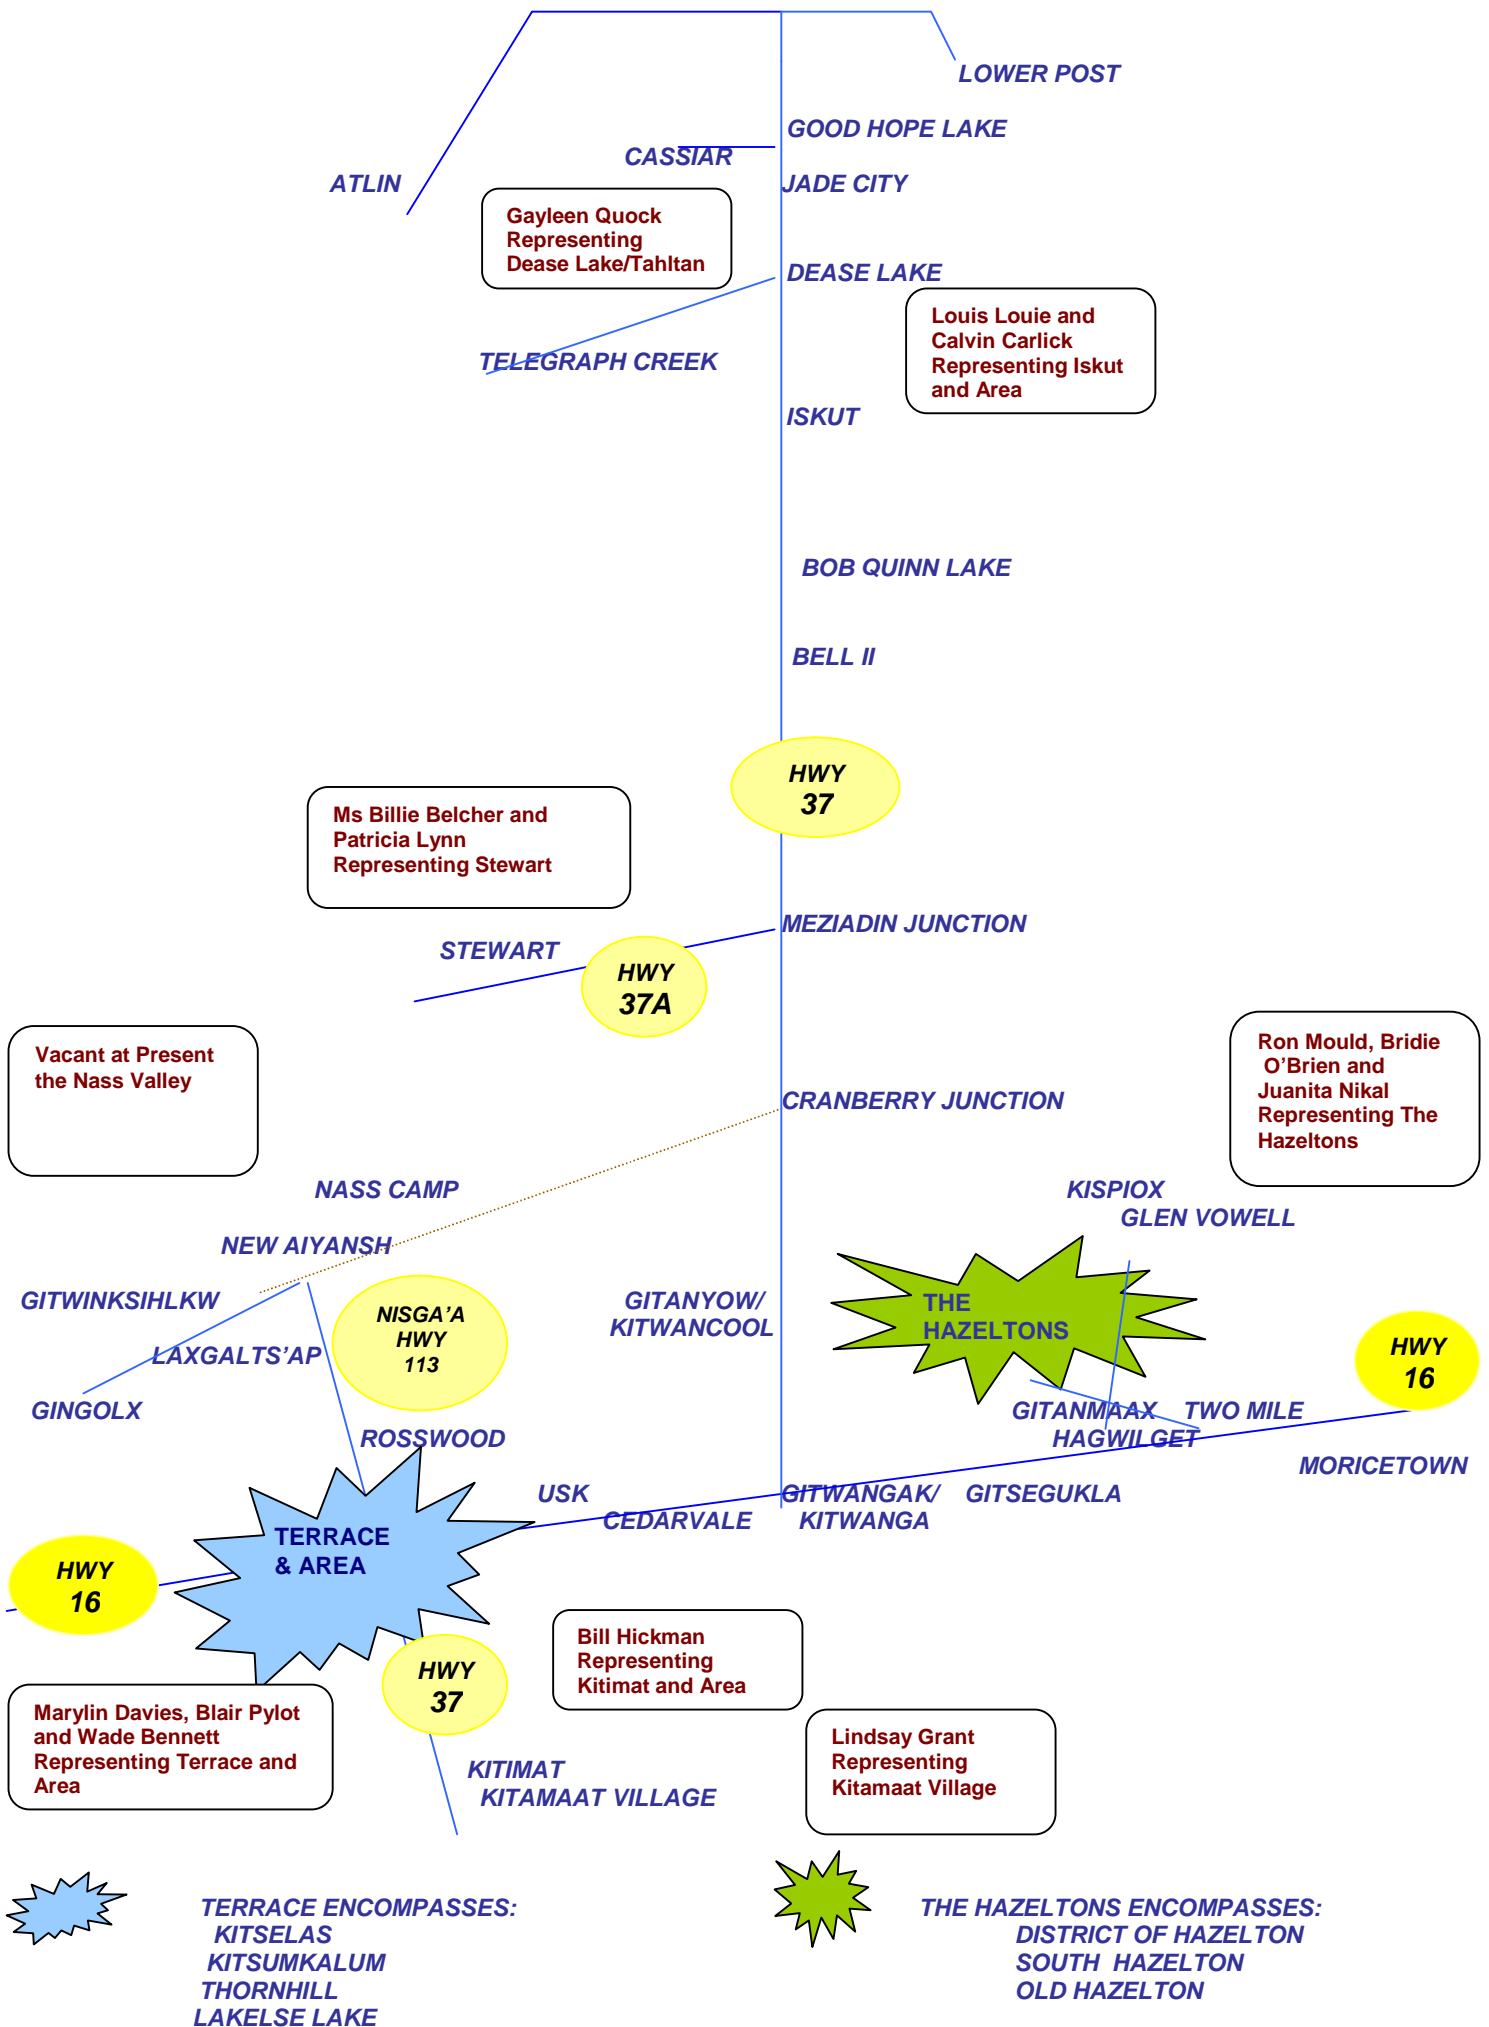 LOWER POST
GOOD HOPE LAKE
CASSIAR
ATLIN
JADE CITY
Gayleen Quock
Representing
Dease Lake/Tahltan
DEASE LAKE
Louis Louie and
Calvin Carlick
Representing Iskut
and Area
TELEGRAPH CREEK
ISKUT
BOB QUINN LAKE
BELL II
HWY
37
Ms Billie Belcher and
Patricia Lynn
Representing Stewart
MEZIADIN JUNCTION
STEWART
HWY
37A
Vacant at Present
the Nass Valley
Ron Mould, Bridie
O'Brien and
Juanita Nikal
Representing The
Hazeltons
CRANBERRY JUNCTION
NASS CAMP
KISPIOX
GLEN VOWELL
NEW AIYANSH
GITWINKSIHLKW
NISGA'A
HWY
113
GITANYOW/
KITWANCOOL
THE
HAZELTONS
HWY
16
LAXGALTS'AP
GINGOLX
ROSSWOOD
GITANMAAX TWO MILE
HAGWILGET
MORICETOWN
USK
CEDARVALE
GITWANGAK/
KITWANGA
GITSEGUKLA
TERRACE
& AREA
HWY
16
Bill Hickman
Representing
Kitimat and Area
HWY
37
Marylin Davies, Blair Pylot
and Wade Bennett
Representing Terrace and
Area
Lindsay Grant
Representing
Kitamaat Village
KITIMAT
KITAMAAT VILLAGE
TERRACE ENCOMPASSES:
KITSELAS
KITSUMKALUM
THORNHILL
LAKELSE LAKE
THE HAZELTONS ENCOMPASSES:
DISTRICT OF HAZELTON
SOUTH HAZELTON
OLD HAZELTON